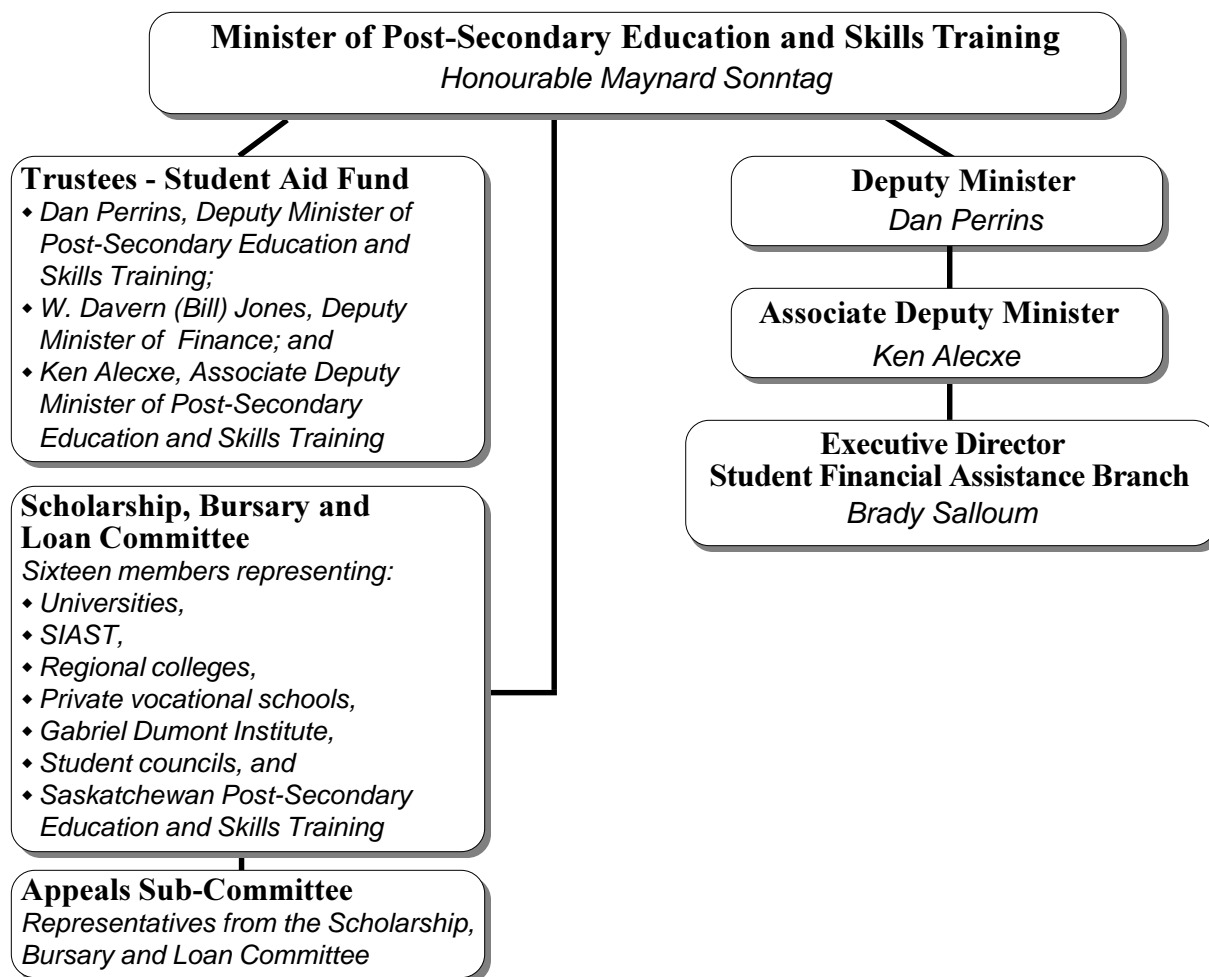 Minister of Post-Secondary Education and Skills Training
Honourable Maynard Sonntag
Trustees - Student Aid Fund
◆ Dan Perrins, Deputy Minister of
Post-Secondary Education and
Skills Training;
◆ W. Davern (Bill) Jones, Deputy
Minister of Finance; and
◆ Ken Alecxe, Associate Deputy
Minister of Post-Secondary
Education and Skills Training
Scholarship, Bursary and
Loan Committee
Sixteen members representing:
◆ Universities,
◆ SIAST,
◆ Regional colleges,
◆ Private vocational schools,
◆ Gabriel Dumont Institute,
◆ Student councils, and
◆ Saskatchewan Post-Secondary
Education and Skills Training
Appeals Sub-Committee
Representatives from the Scholarship,
Bursary and Loan Committee
Deputy Minister
Dan Perrins
Associate Deputy Minister
Ken Alecxe
Executive Director
Student Financial Assistance Branch
Brady Salloum